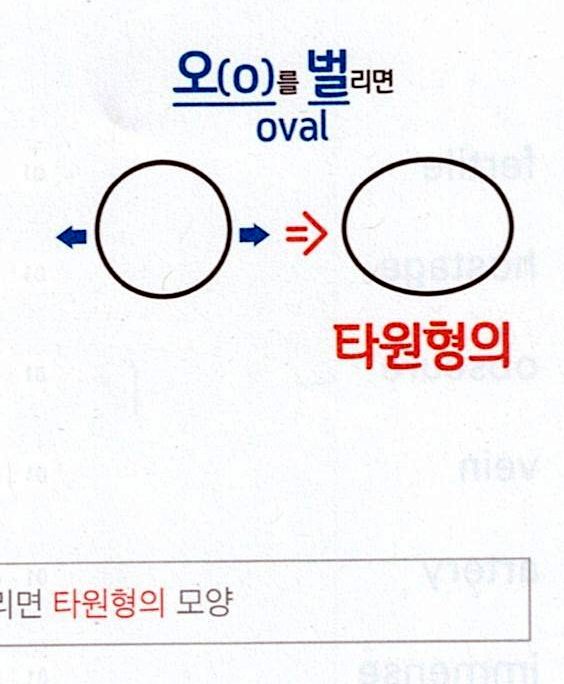 오(O)를 벌리면
oval
타원형의
리면 타원형의 모양
fertile
hostage
obscure
vein
artery
immense